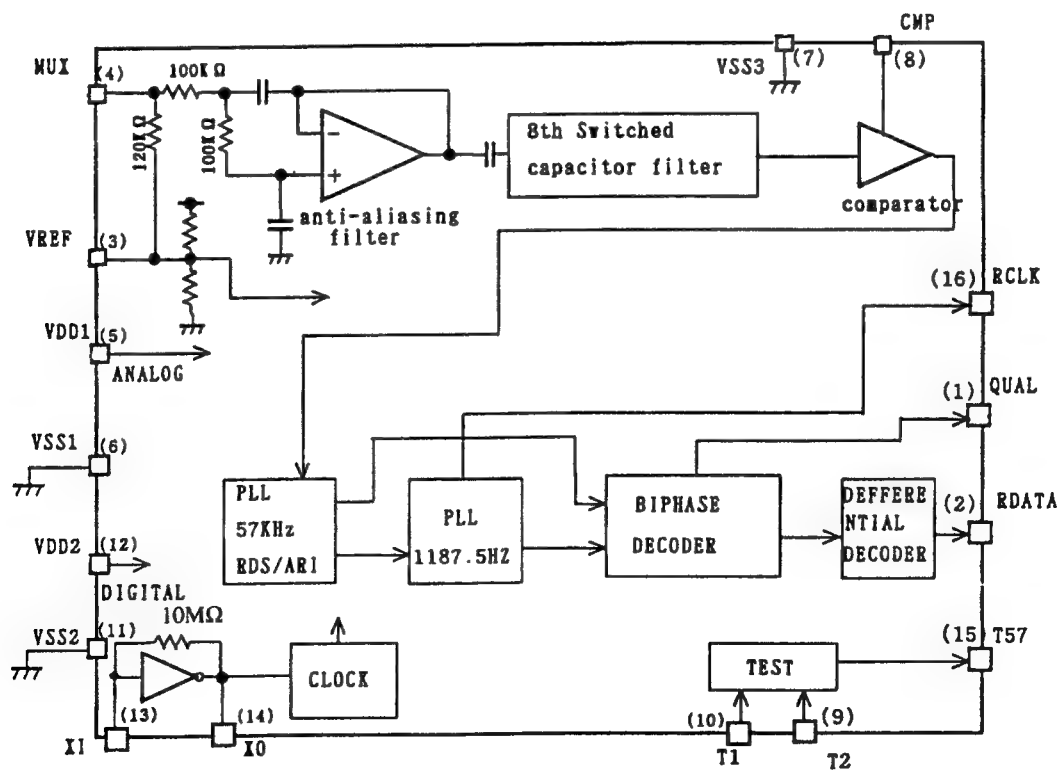 CMP
MUX
(4)
100KΩ
VSS3
(7)
(8)
120KΩ
100KΩ
8th Switched
capacitor filter
−
+
anti-aliasing
filter
comparator
VREF
(3)
(16)
RCLK
VDD1
(5)
ANALOG
(1)
QUAL
VSS1
(6)
PLL
57KHz
RDS/ARI
PLL
1187.5HZ
BIPHASE
DECODER
DEFFERE
NTIAL
DECODER
(2)
RDATA
VDD2
(12)
DIGITAL
10MΩ
VSS2
(11)
CLOCK
TEST
(15)
T57
(13)
(14)
(10)
(9)
XI
XO
T1
T2